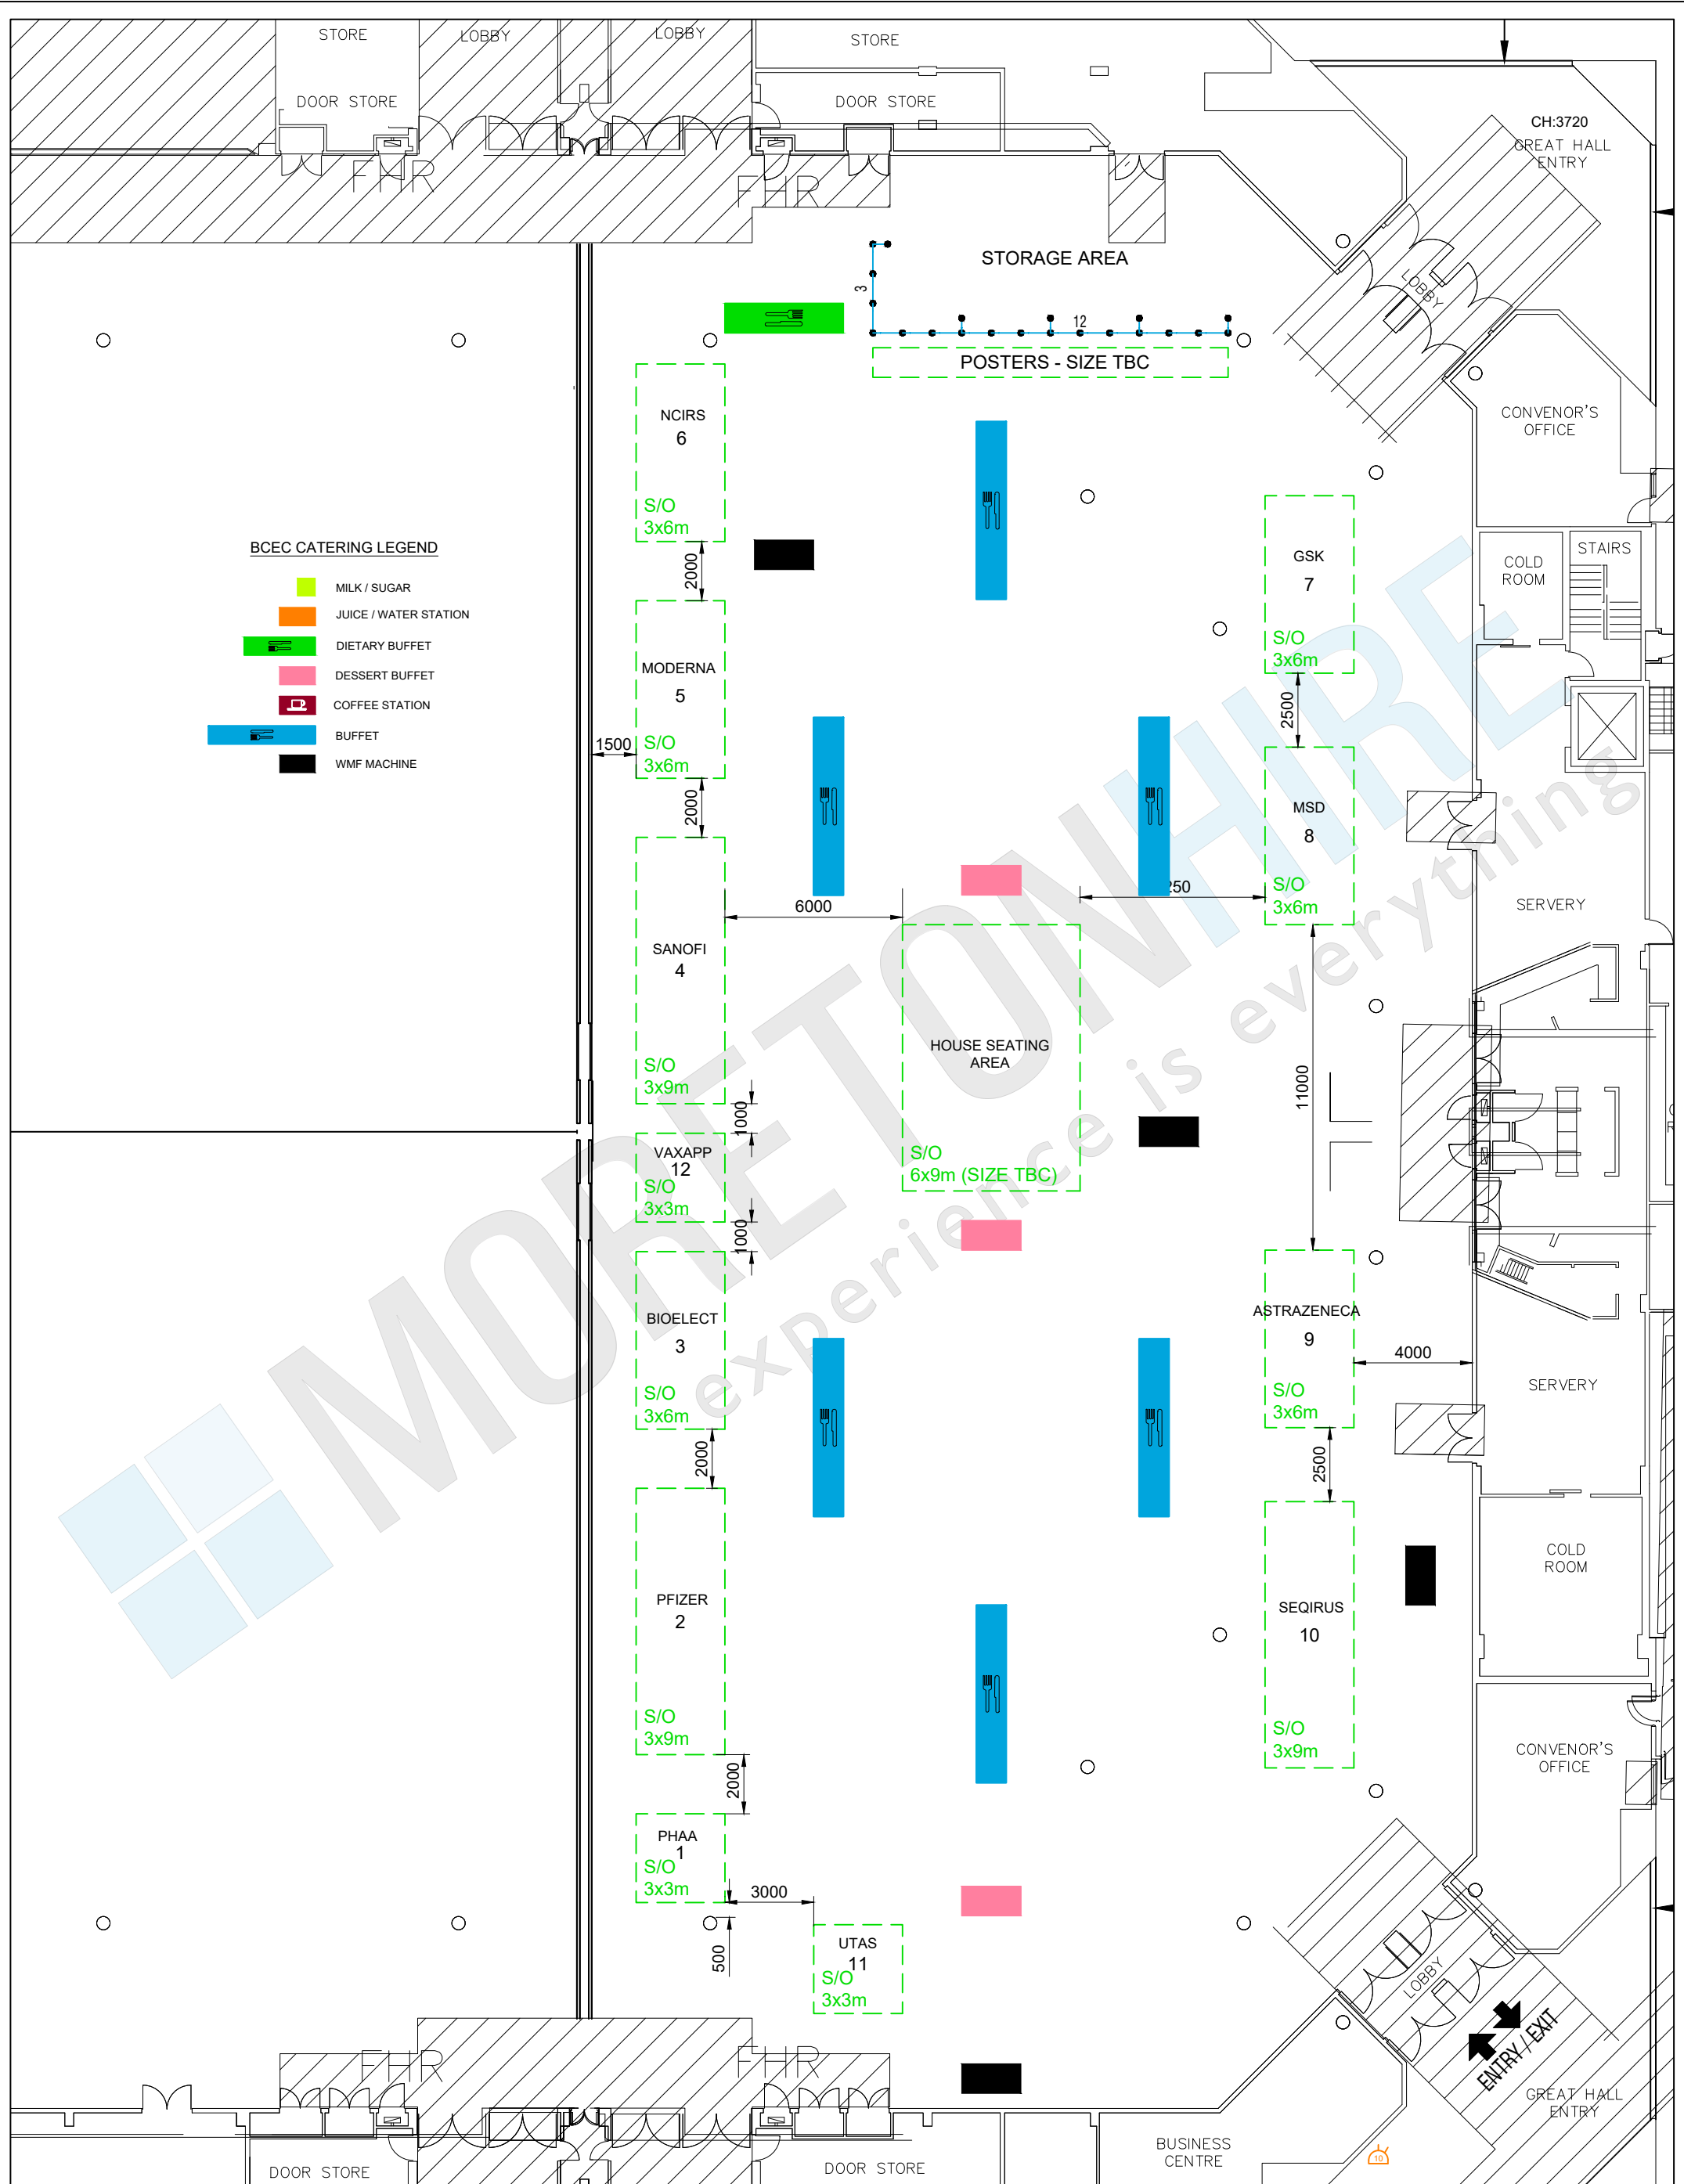 STORE
LOBBY
LOBBY
STORE
DOOR STORE
DOOR STORE
CH:3720
GREAT HALL
ENTRY
FHR
FHR
STORAGE AREA
LOBBY
3
12
POSTERS - SIZE TBC
CONVENOR'S
OFFICE
NCIRS
6
S/O
3x6m
2000
BCEC CATERING LEGEND
MILK / SUGAR
JUICE / WATER STATION
DIETARY BUFFET
DESSERT BUFFET
COFFEE STATION
BUFFET
WMF MACHINE
GSK
7
S/O
3x6m
2500
COLD
ROOM
STAIRS
MODERNA
5
1500
S/O
3x6m
2000
MSD
8
S/O
3x6m
SERVERY
SANOFI
4
6000
250
S/O
3x9m
1000
HOUSE SEATING
AREA
S/O
6x9m (SIZE TBC)
11000
VAXAPP
12
S/O
3x3m
1000
MORETONHIRE
experience is everything
BIOELECT
3
S/O
3x6m
2000
ASTRAZENECA
9
S/O
3x6m
4000
2500
SERVERY
PFIZER
2
S/O
3x9m
2000
SEQIRUS
10
S/O
3x9m
COLD
ROOM
CONVENOR'S
OFFICE
PHAA
1
S/O
3x3m
3000
500
UTAS
11
S/O
3x3m
LOBBY
ENTRY / EXIT
GREAT HALL
ENTRY
FHR
FHR
DOOR STORE
DOOR STORE
BUSINESS
CENTRE
10